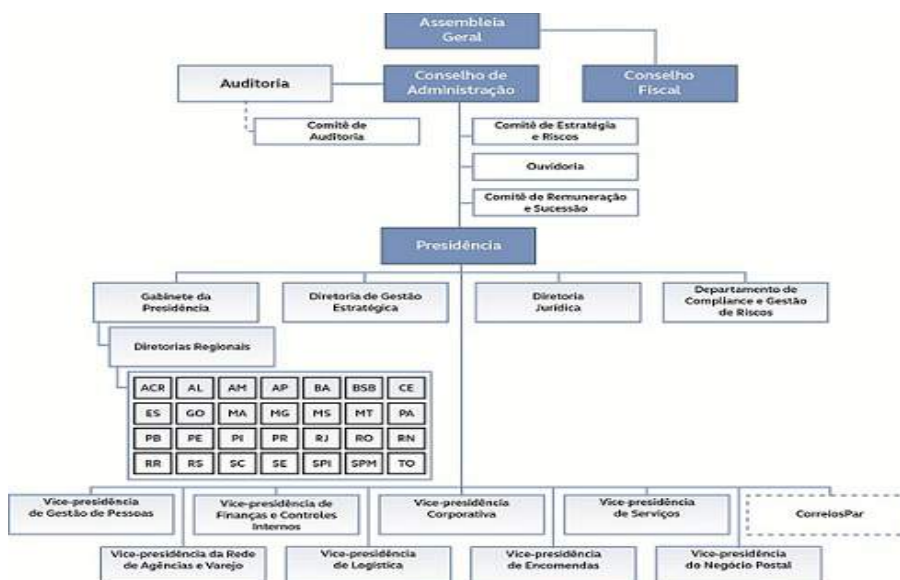 Assembleia
Geral
Auditoria
Conselho de
Administração
Conselho
Fiscal
Comitê de
Auditoria
Comitê de Estratégia
e Riscos
Ouvidoria
Comitê de Remuneração
e Sucessão
Presidência
Gabinete da
Presidência
Diretoria de Gestão
Estratégica
Diretoria
Jurídica
Departamento de
Compliance e Gestão
de Riscos
Diretorias Regionais
ACR AL AM AP BA BSB CE
ES GO MA MG MS MT PA
PB PE PI PR RJ RO RN
RR RS SC SE SPI SPM TO
Vice-presidência
de Gestão de Pessoas
Vice-presidência de
Finanças e Controles
Internos
Vice-presidência
Corporativa
Vice-presidência
de Serviços
CorreiosPar
Vice-presidência da Rede
de Agências e Varejo
Vice-presidência
de Logística
Vice-presidência
de Encomendas
Vice-presidência
do Negócio Postal